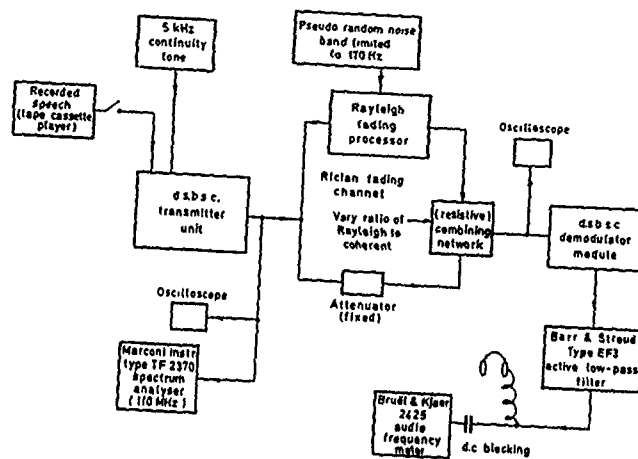 5 kHz
continuity
tone
Pseudo random noise
band limited
to 170 Hz
Recorded
speech
(tape cassette
player)
Rayleigh
fading
processor
Oscilloscope
Rician fading
channel
d.s.b.s.c.
transmitter
unit
Vary ratio of
Rayleigh to
coherent
(resistive)
combining
network
d.s.b.s.c
demodulator
module
Oscilloscope
Attenuator
(fixed)
Marconi Instr
type TF 2370
spectrum
analyser
(110 MHz)
Barr & Stroud
Type EF3
active low-pass
filter
Bruël & Kjaer
2425
audio
frequency
meter
d.c blocking